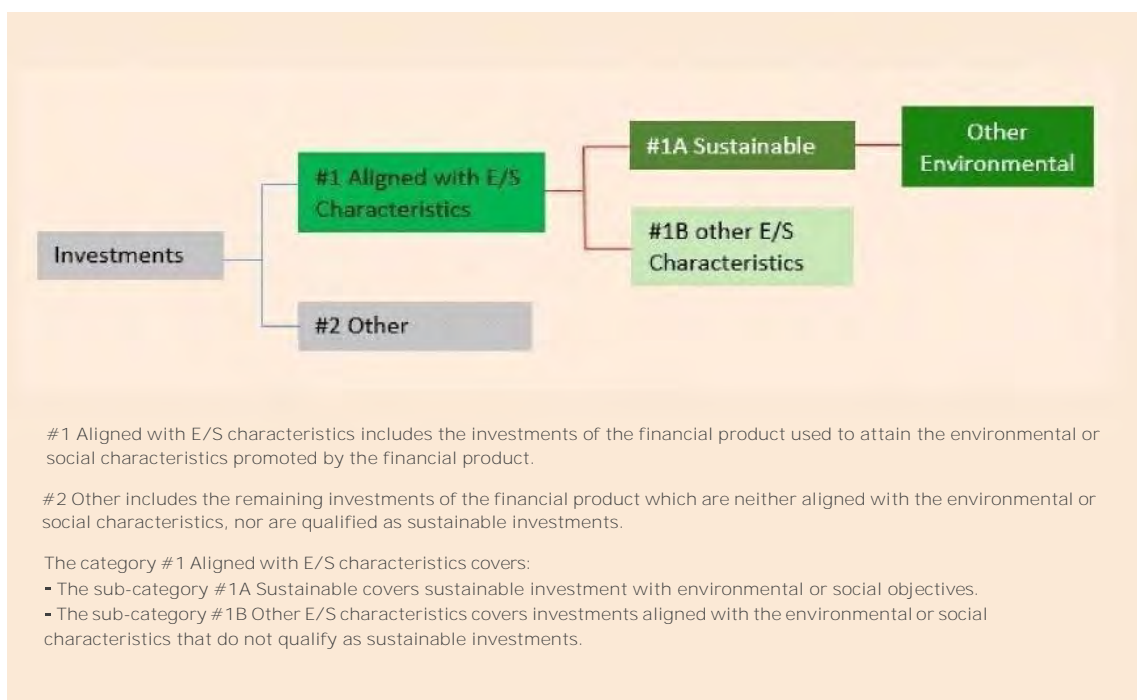 #1A Sustainable
Other
Environmental
#1 Aligned with E/S
Characteristics
#1B other E/S
Characteristics
Investments
#2 Other
#1 Aligned with E/S characteristics includes the investments of the financial product used to attain the environmental or
social characteristics promoted by the financial product.
#2 Other includes the remaining investments of the financial product which are neither aligned with the environmental or
social characteristics, nor are qualified as sustainable investments.
The category #1 Aligned with E/S characteristics covers:
- The sub-category #1A Sustainable covers sustainable investment with environmental or social objectives.
- The sub-category #1B Other E/S characteristics covers investments aligned with the environmental or social
characteristics that do not qualify as sustainable investments.